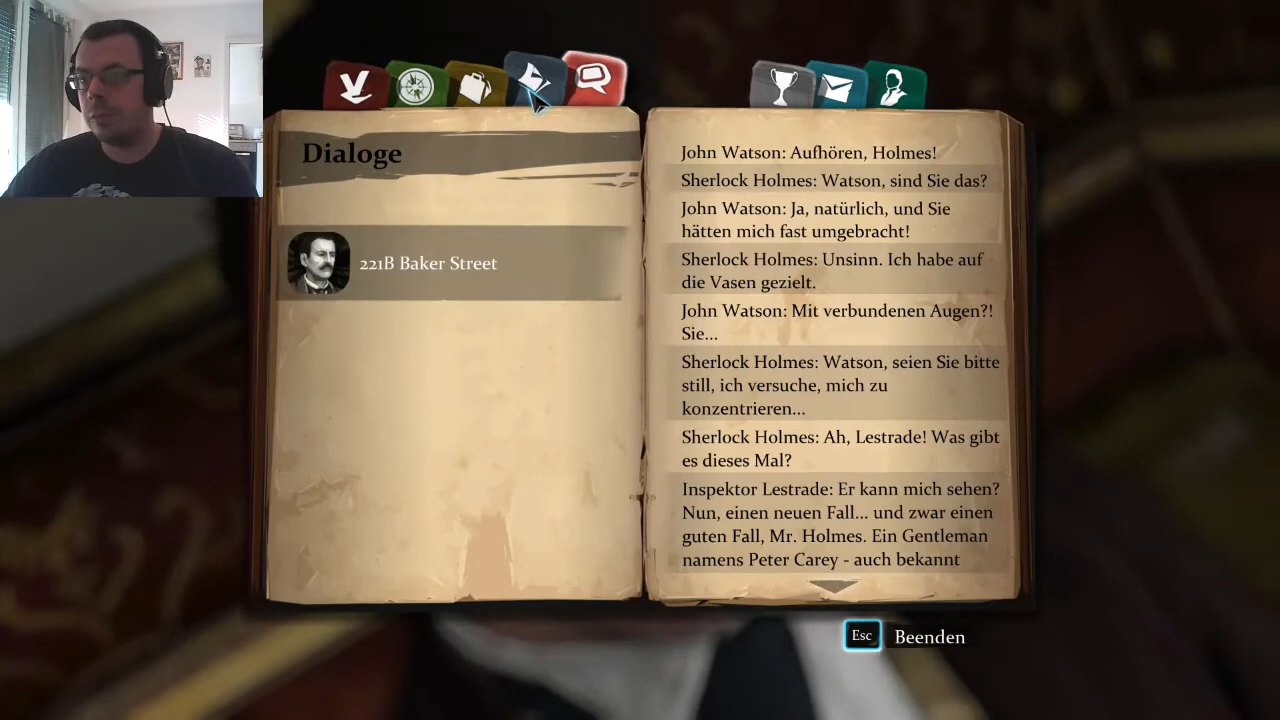 Dialoge
221B Baker Street
John Watson: Aufhören, Holmes!
Sherlock Holmes: Watson, sind Sie das?
John Watson: Ja, natürlich, und Sie
hätten mich fast umgebracht!
Sherlock Holmes: Unsinn. Ich habe auf
die Vasen gezielt.
John Watson: Mit verbundenen Augen?!
Sie...
Sherlock Holmes: Watson, seien Sie bitte
still, ich versuche, mich zu
konzentrieren...
Sherlock Holmes: Ah, Lestrade! Was gibt
es dieses Mal?
Inspektor Lestrade: Er kann mich sehen?
Nun, einen neuen Fall... und zwar einen
guten Fall, Mr. Holmes. Ein Gentleman
namens Peter Carey - auch bekannt
Esc Beenden